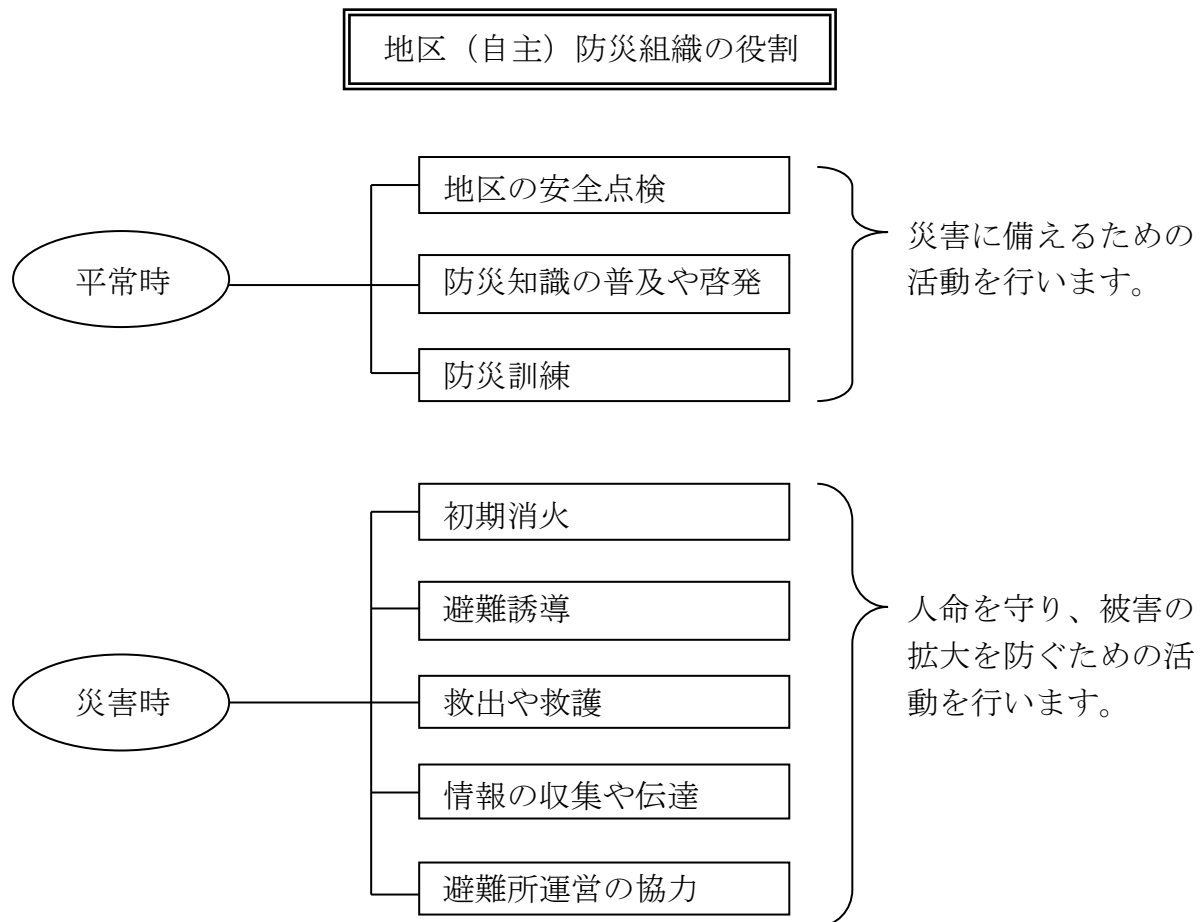 地区（自主）防災組織の役割
平常時
地区の安全点検
防災知識の普及や啓発
防災訓練
災害に備えるための
活動を行います。
災害時
初期消火
避難誘導
救出や救護
情報の収集や伝達
避難所運営の協力
人命を守り、被害の
拡大を防ぐための活
動を行います。